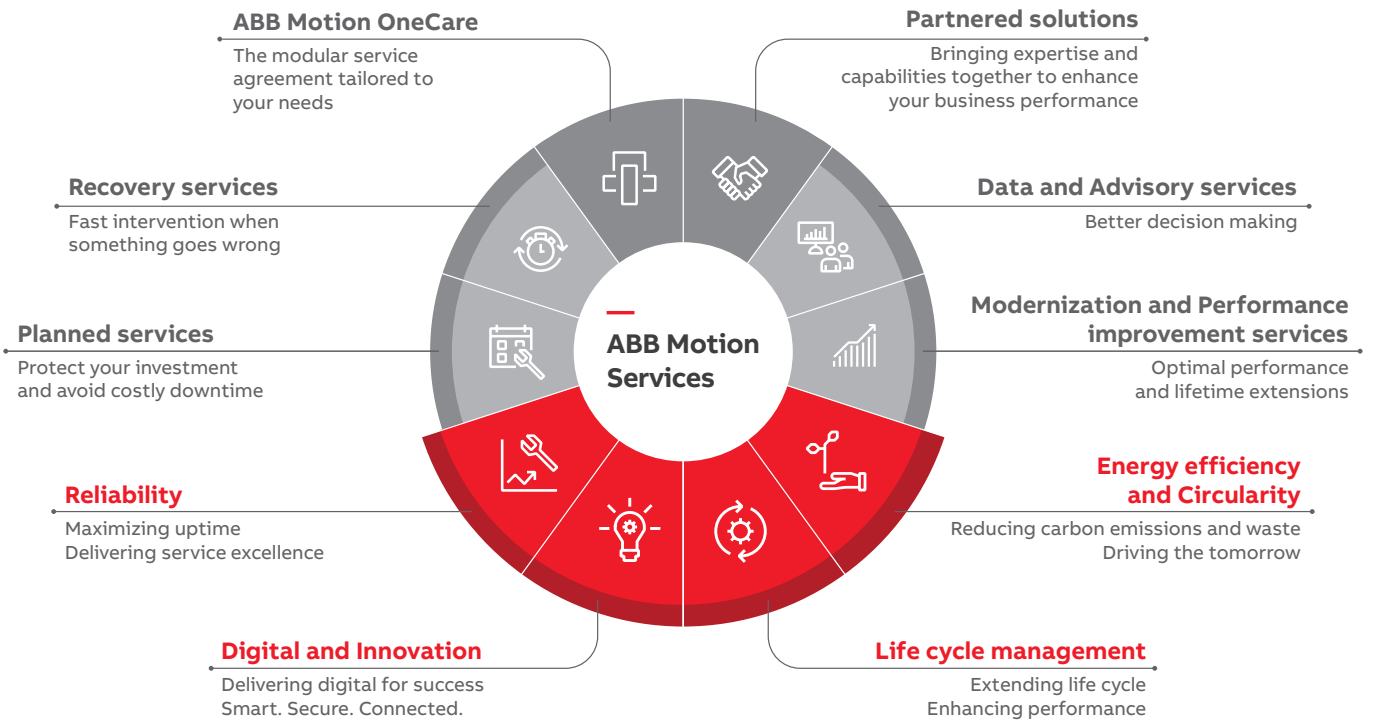 ABB Motion OneCare
The modular service
agreement tailored to
your needs
Partnered solutions
Bringing expertise and
capabilities together to enhance
your business performance
Recovery services
Fast intervention when
something goes wrong
Data and Advisory services
Better decision making
Planned services
Protect your investment
and avoid costly downtime
ABB Motion
Services
Modernization and Performance
improvement services
Optimal performance
and lifetime extensions
Reliability
Maximizing uptime
Delivering service excellence
Energy efficiency
and Circularity
Reducing carbon emissions and waste
Driving the tomorrow
Digital and Innovation
Delivering digital for success
Smart. Secure. Connected.
Life cycle management
Extending life cycle
Enhancing performance